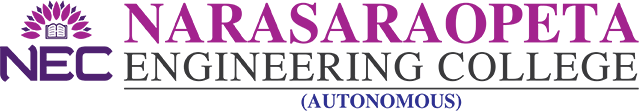 NEC
NARASARAOPETA
ENGINEERING COLLEGE
(AUTONOMOUS)